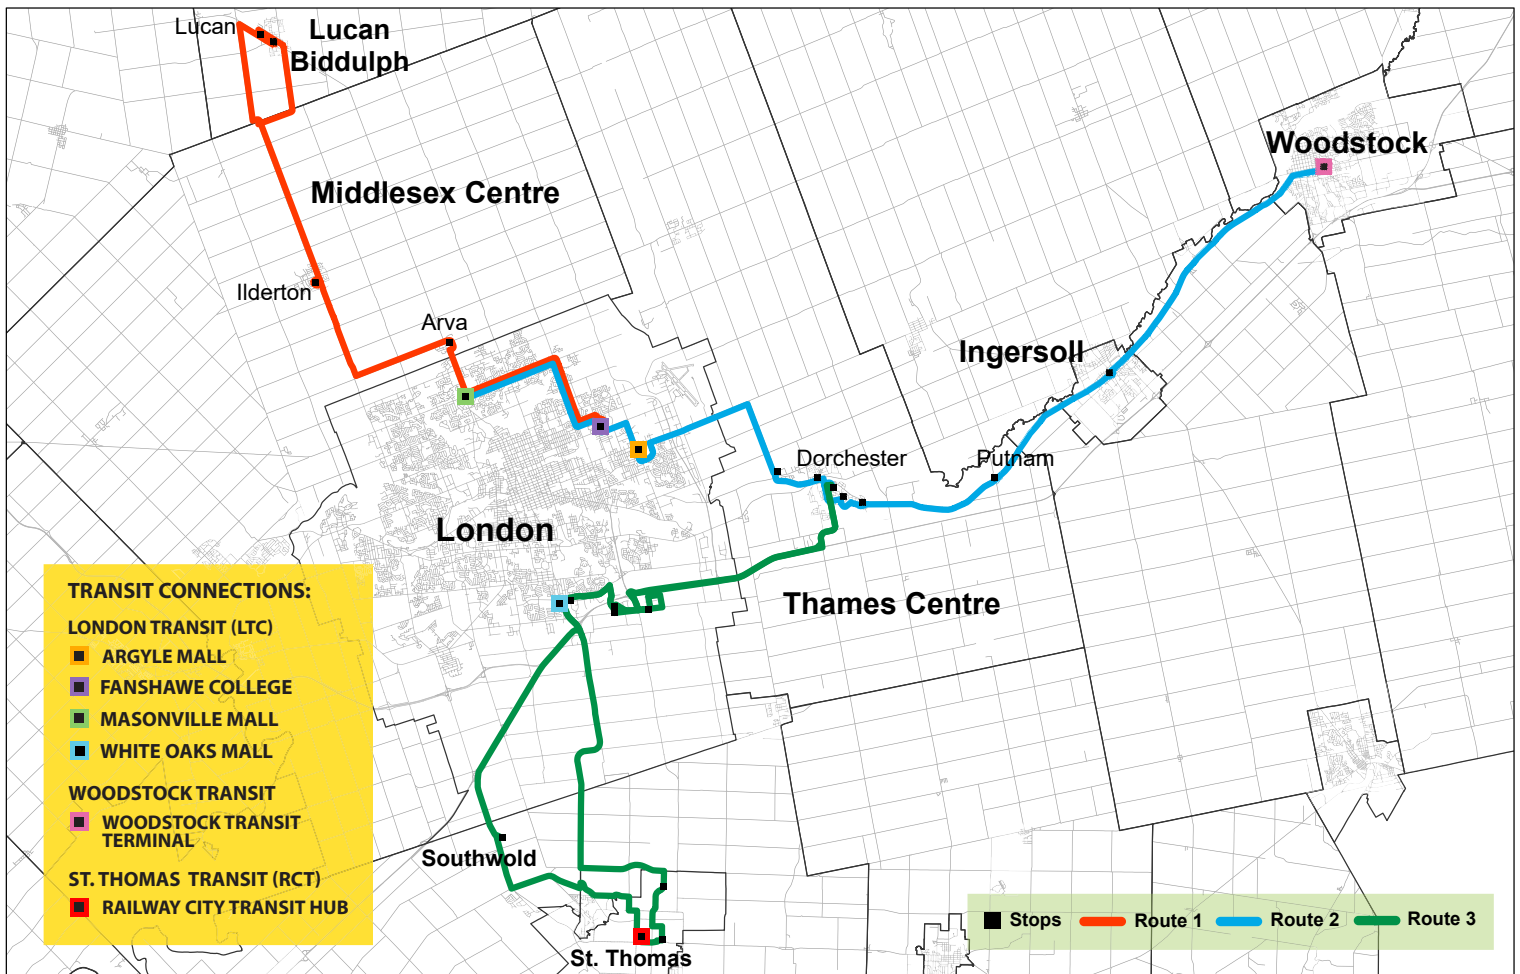 Lucan
Lucan
Biddulph
Woodstock
Middlesex Centre
Ilderton
Arva
Ingersoll
Dorchester
Putnam
London
Thames Centre
TRANSIT CONNECTIONS:
LONDON TRANSIT (LTC)
ARGYLE MALL
FANSHAWE COLLEGE
MASONVILLE MALL
WHITE OAKS MALL
WOODSTOCK TRANSIT
WOODSTOCK TRANSIT
TERMINAL
ST. THOMAS TRANSIT (RCT)
RAILWAY CITY TRANSIT HUB
Southwold
St. Thomas
Stops Route 1 Route 2 Route 3